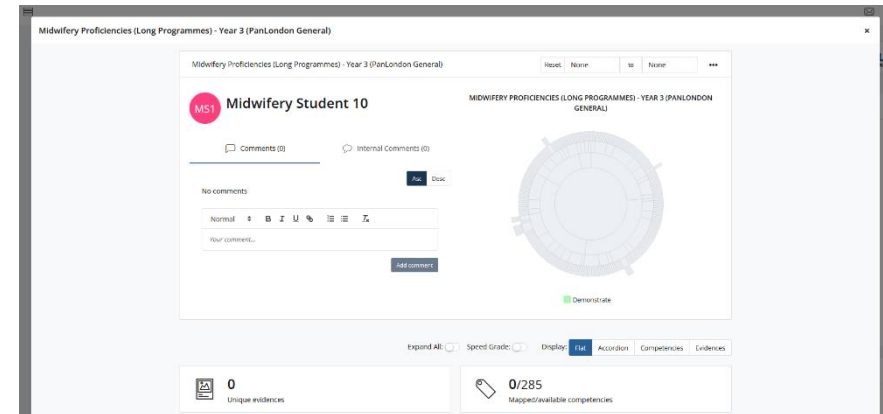 Midwifery Proficiencies (Long Programmes) - Year 3 (PanLondon General)
×
Midwifery Proficiencies (Long Programmes) - Year 3 (PanLondon General)
Reset None to None •••
MS1
Midwifery Student 10
Comments (0)
Internal Comments (0)
Asc Desc
No comments
Normal B I U
Your comment...
Add comment
MIDWIFERY PROFICIENCIES (LONG PROGRAMMES) - YEAR 3 (PANLONDON
GENERAL)
Demonstrate
Expand All: Speed Grade: Display: Flat Accordion Competencies Evidences
0
Unique evidences
0/285
Mapped/available competencies